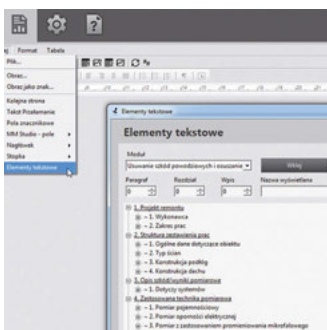 Format Tabela
Plik...
Obraz...
Obraz jako znak...
Kolejna strona
Tekst Przełamanie
Pola znacznikowe
MM Studio - pole
Stopka
Elementy tekstowe
Elementy tekstowe
Elementy tekstowe
Moduł
Usuwanie szkód powodziowych i osuszanie
Wklej
Paragraf Rozdział Wpis Nazwa wyświetlana
0 0 0
1. Projekt remontu
1. Wykonawca
2. Zakres prac
2. Struktura zestawienia prac
1. Ogólne dane dotyczące obiektu
2. Typ ścian
3. Konstrukcja podłóg
4. Konstrukcja dachu
3. Opis szkód/wyniki pomiarów
1. Dotyczy systemów
4. Zastosowana technika pomiarowa
1. Pomiar pojemnościowy
2. Pomiar oporności elektrycznej
3. Pomiar z zastosowaniem promieniowania mikrofalowego